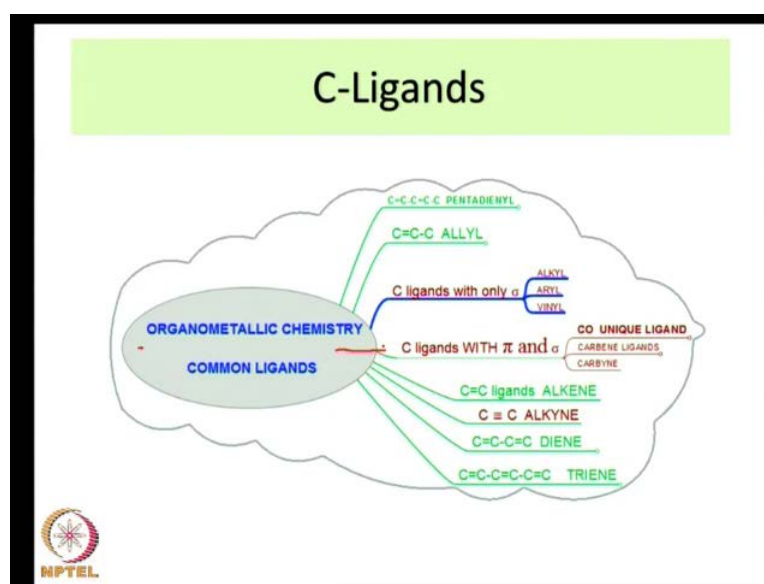 C-Ligands
C=C-C=C-C PENTADIENYL
C=C-C ALLYL
C ligands with only σ
ALKYL
ARYL
VINYL
ORGANOMETALLIC CHEMISTRY
COMMON LIGANDS
C ligands WITH π and σ
CO UNIQUE LIGAND
CARBENE LIGANDS
CARBYNE
C=C ligands ALKENE
C ≡ C ALKYNE
C=C-C=C DIENE
C=C-C=C-C=C TRIENE
NPTEL